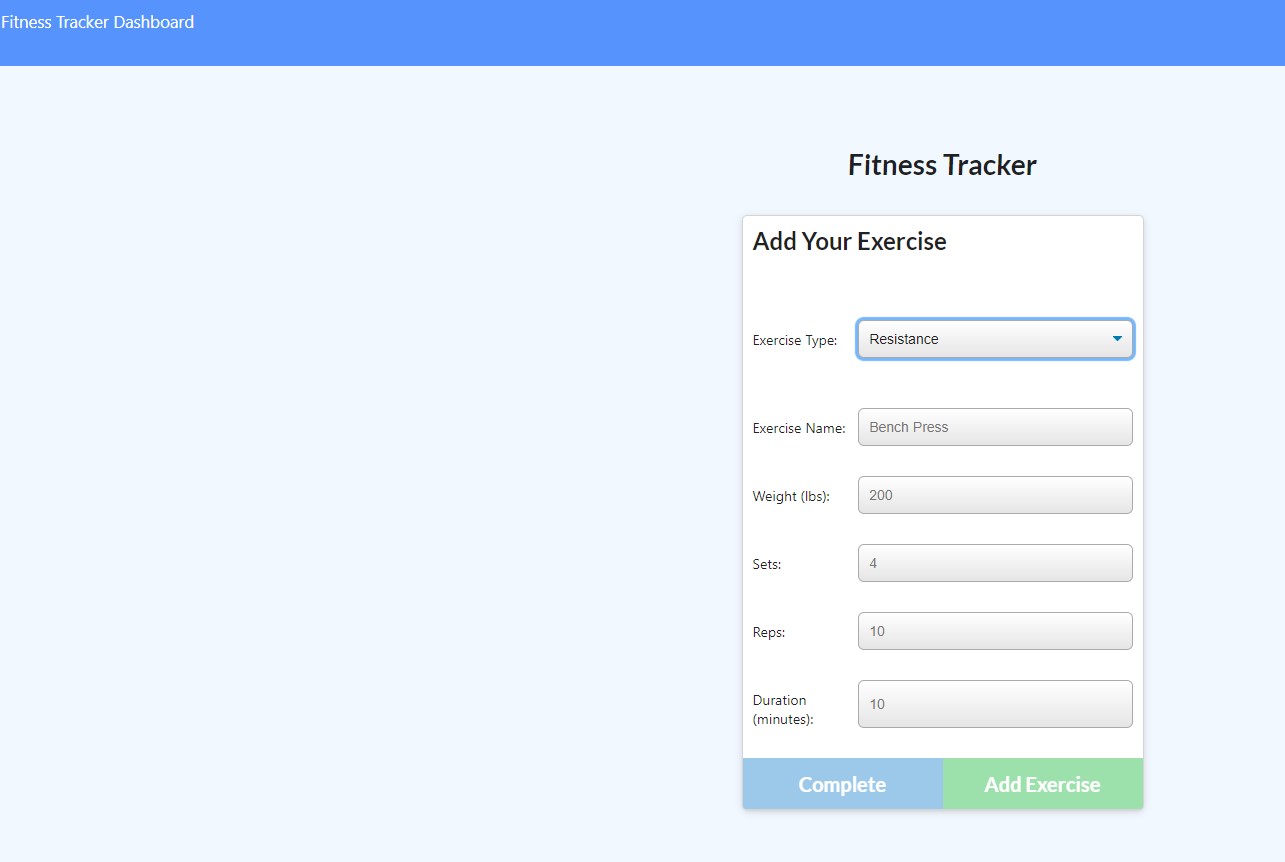 Fitness Tracker Dashboard
Fitness Tracker
Add Your Exercise
Exercise Type: Resistance
Exercise Name: Bench Press
Weight (lbs): 200
Sets: 4
Reps: 10
Duration
(minutes): 10
Complete Add Exercise